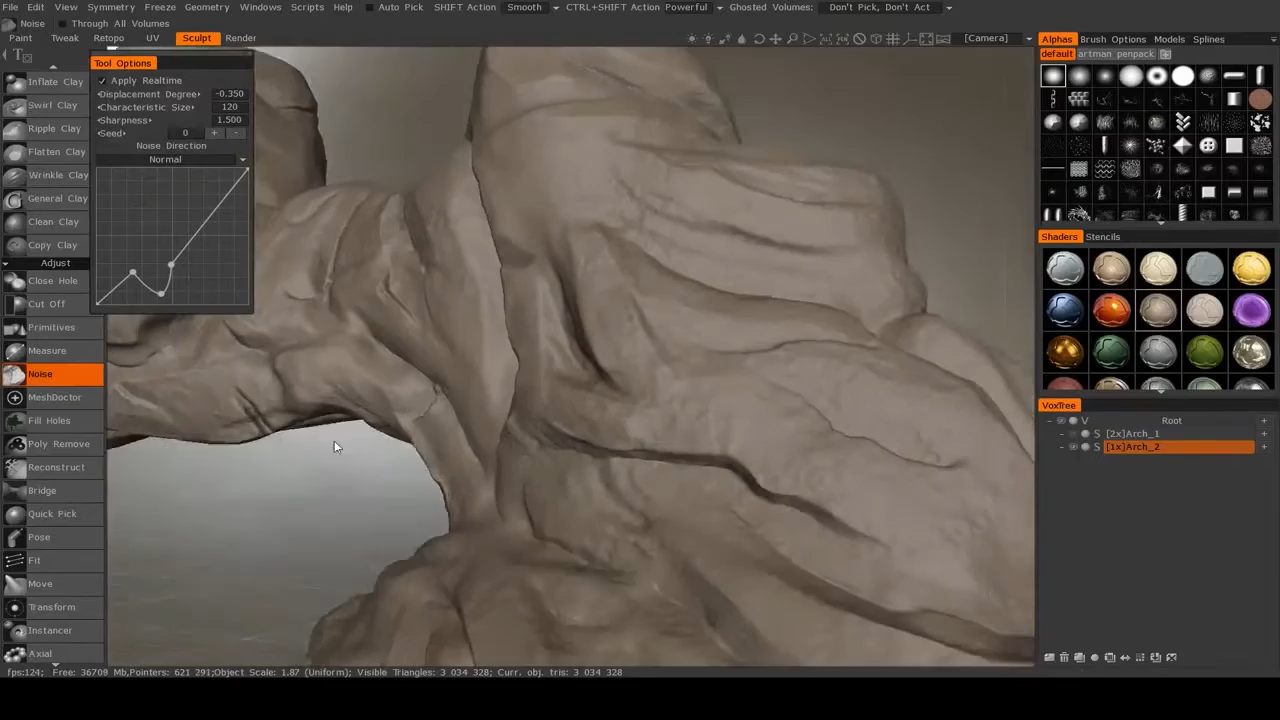 File Edit View Textures Layers Symmetry Freeze Geometry Windows Scripts Help Auto Pick SHIFT Action Smooth CTRL+SHIFT Action Powerful Ghosted Volumes: Don't Pick, Don't Act
Noise Through All Volumes
Paint Tweak Retopo UV Sculpt Render [Camera]
Alphas Brush Options Models Splines
default artman penpack
Tool Options
Apply Realtime
Displacement Degree -0.350
Characteristic Size 120
Sharpness 1.500
Seed 0 + -
Noise Direction
Normal
Inflate Clay
Swirl Clay
Ripple Clay
Flatten Clay
Wrinkle Clay
General Clay
Clean Clay
Copy Clay
Adjust
Close Hole
Cut Off
Primitives
Measure
Noise
MeshDoctor
Fill Holes
Poly Remove
Reconstruct
Bridge
Quick Pick
Pose
Fit
Move
Transform
Instancer
Axial
Shaders Stencils
VoxTree
- V Root +
- S [2x]Arch_1 +
- S [1x]Arch_2 +
fps:124; Free: 36709 Mb,Pointers: 621 291;Object Scale: 1.87 (Uniform); Visible Triangles: 3 034 328; Curr. obj. tris: 3 034 328